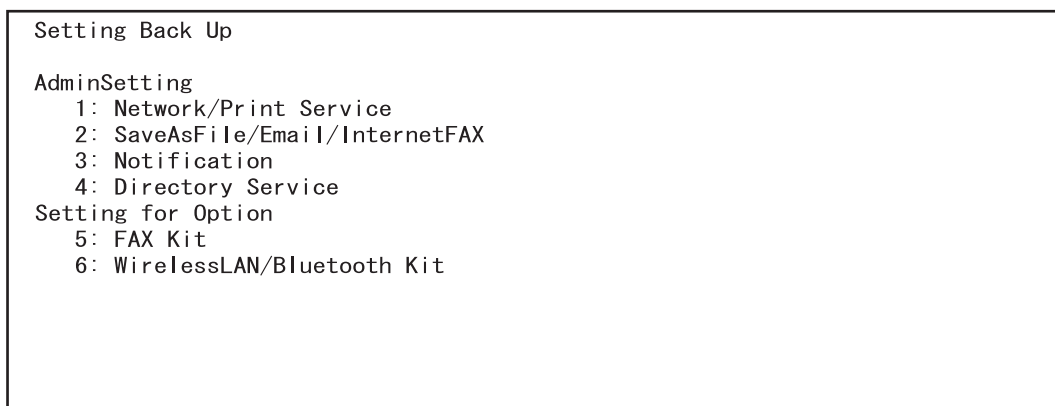 Setting Back Up
AdminSetting
1: Network/Print Service
2: SaveAsFile/Email/InternetFAX
3: Notification
4: Directory Service
Setting for Option
5: FAX Kit
6: WirelessLAN/Bluetooth Kit